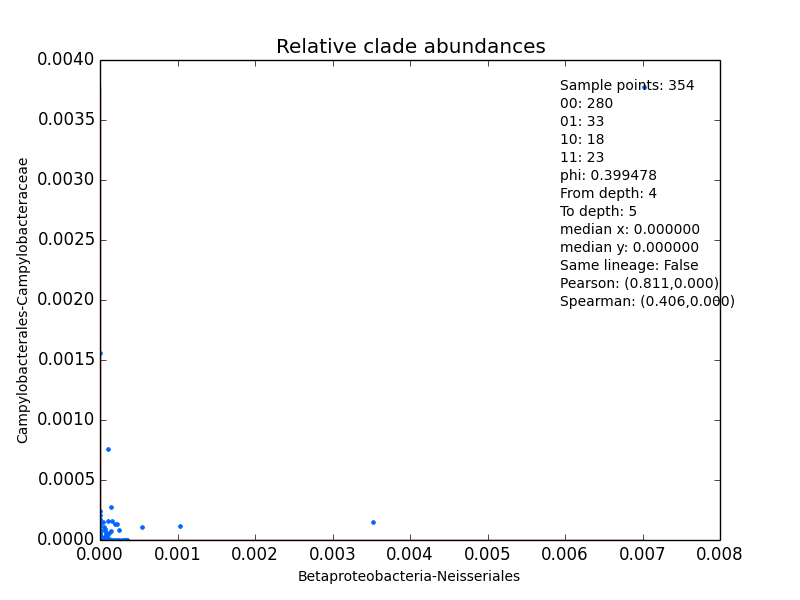 Relative clade abundances
0.0040
0.0035
0.0030
0.0025
0.0020
0.0015
0.0010
0.0005
0.0000
Campylobacterales-Campylobacteraceae
Sample points: 354
00: 280
01: 33
10: 18
11: 23
phi: 0.399478
From depth: 4
To depth: 5
median x: 0.000000
median y: 0.000000
Same lineage: False
Pearson: (0.811,0.000)
Spearman: (0.406,0.000)
0.000 0.001 0.002 0.003 0.004 0.005 0.006 0.007 0.008
Betaproteobacteria-Neisseriales